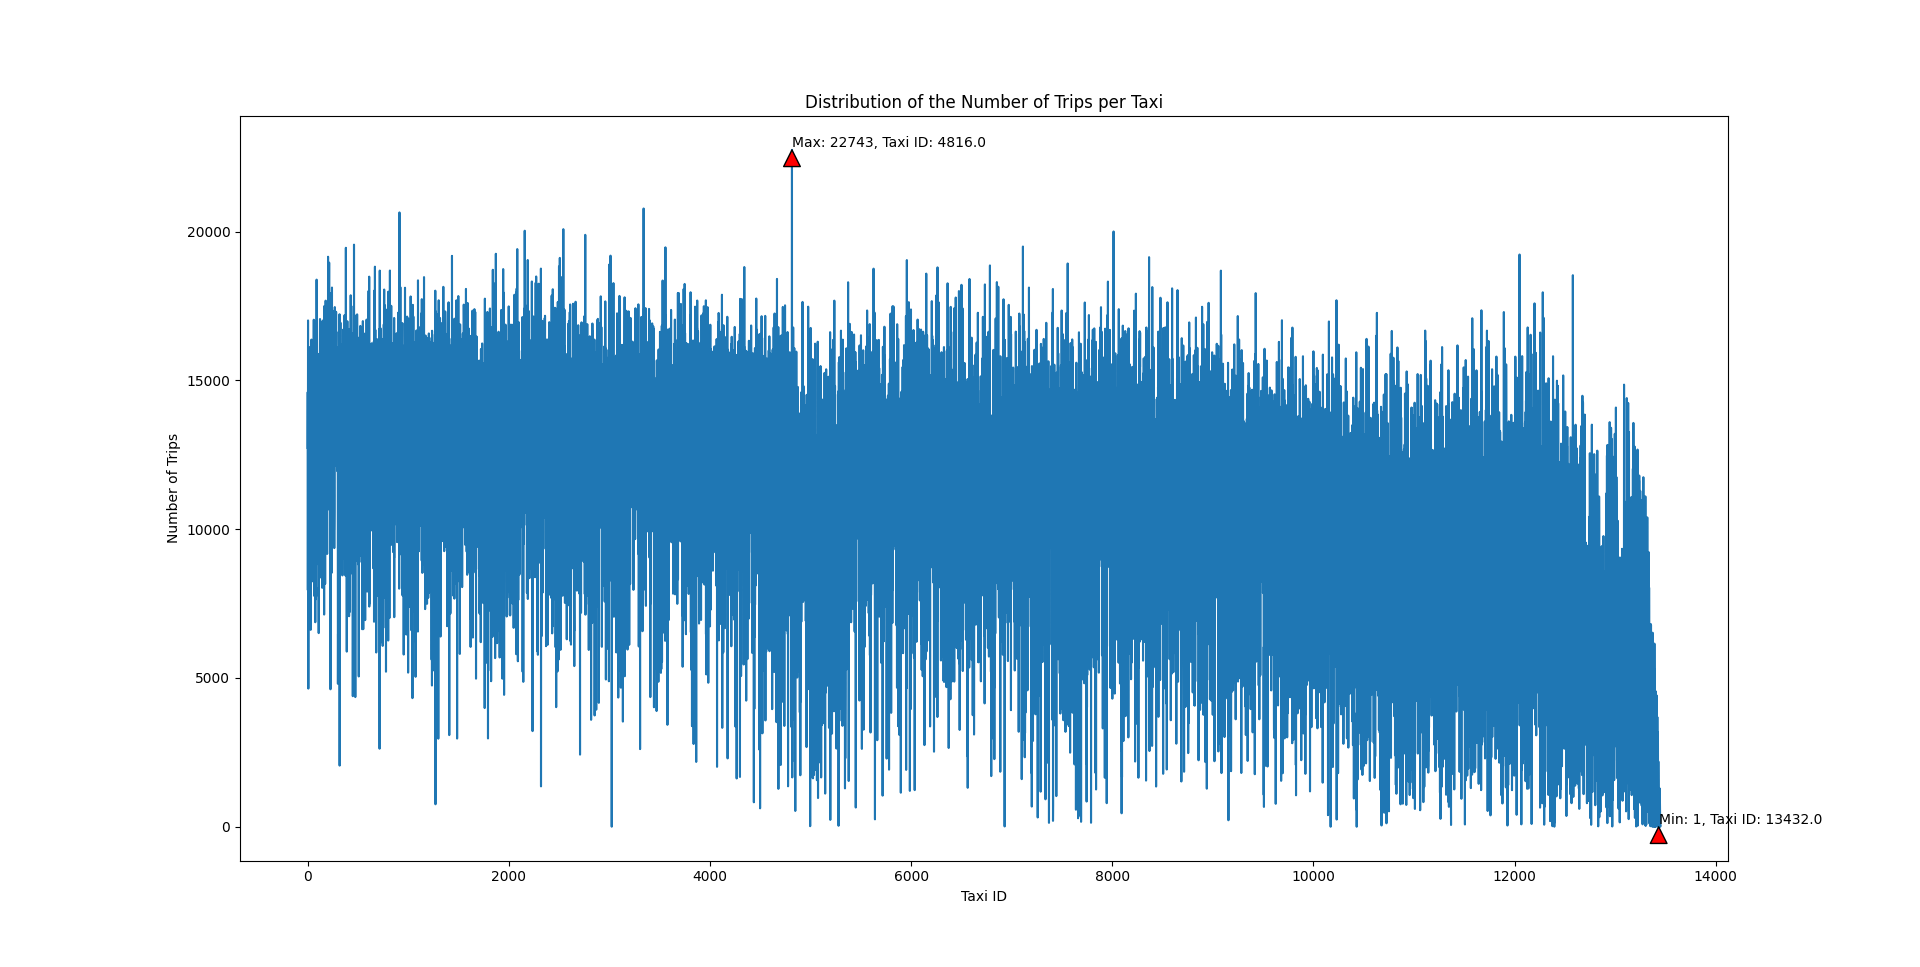 Distribution of the Number of Trips per Taxi
Max: 22743, Taxi ID: 4816.0
20000
15000
10000
5000
0
Number of Trips
Min: 1, Taxi ID: 13432.0
0 2000 4000 6000 8000 10000 12000 14000
Taxi ID